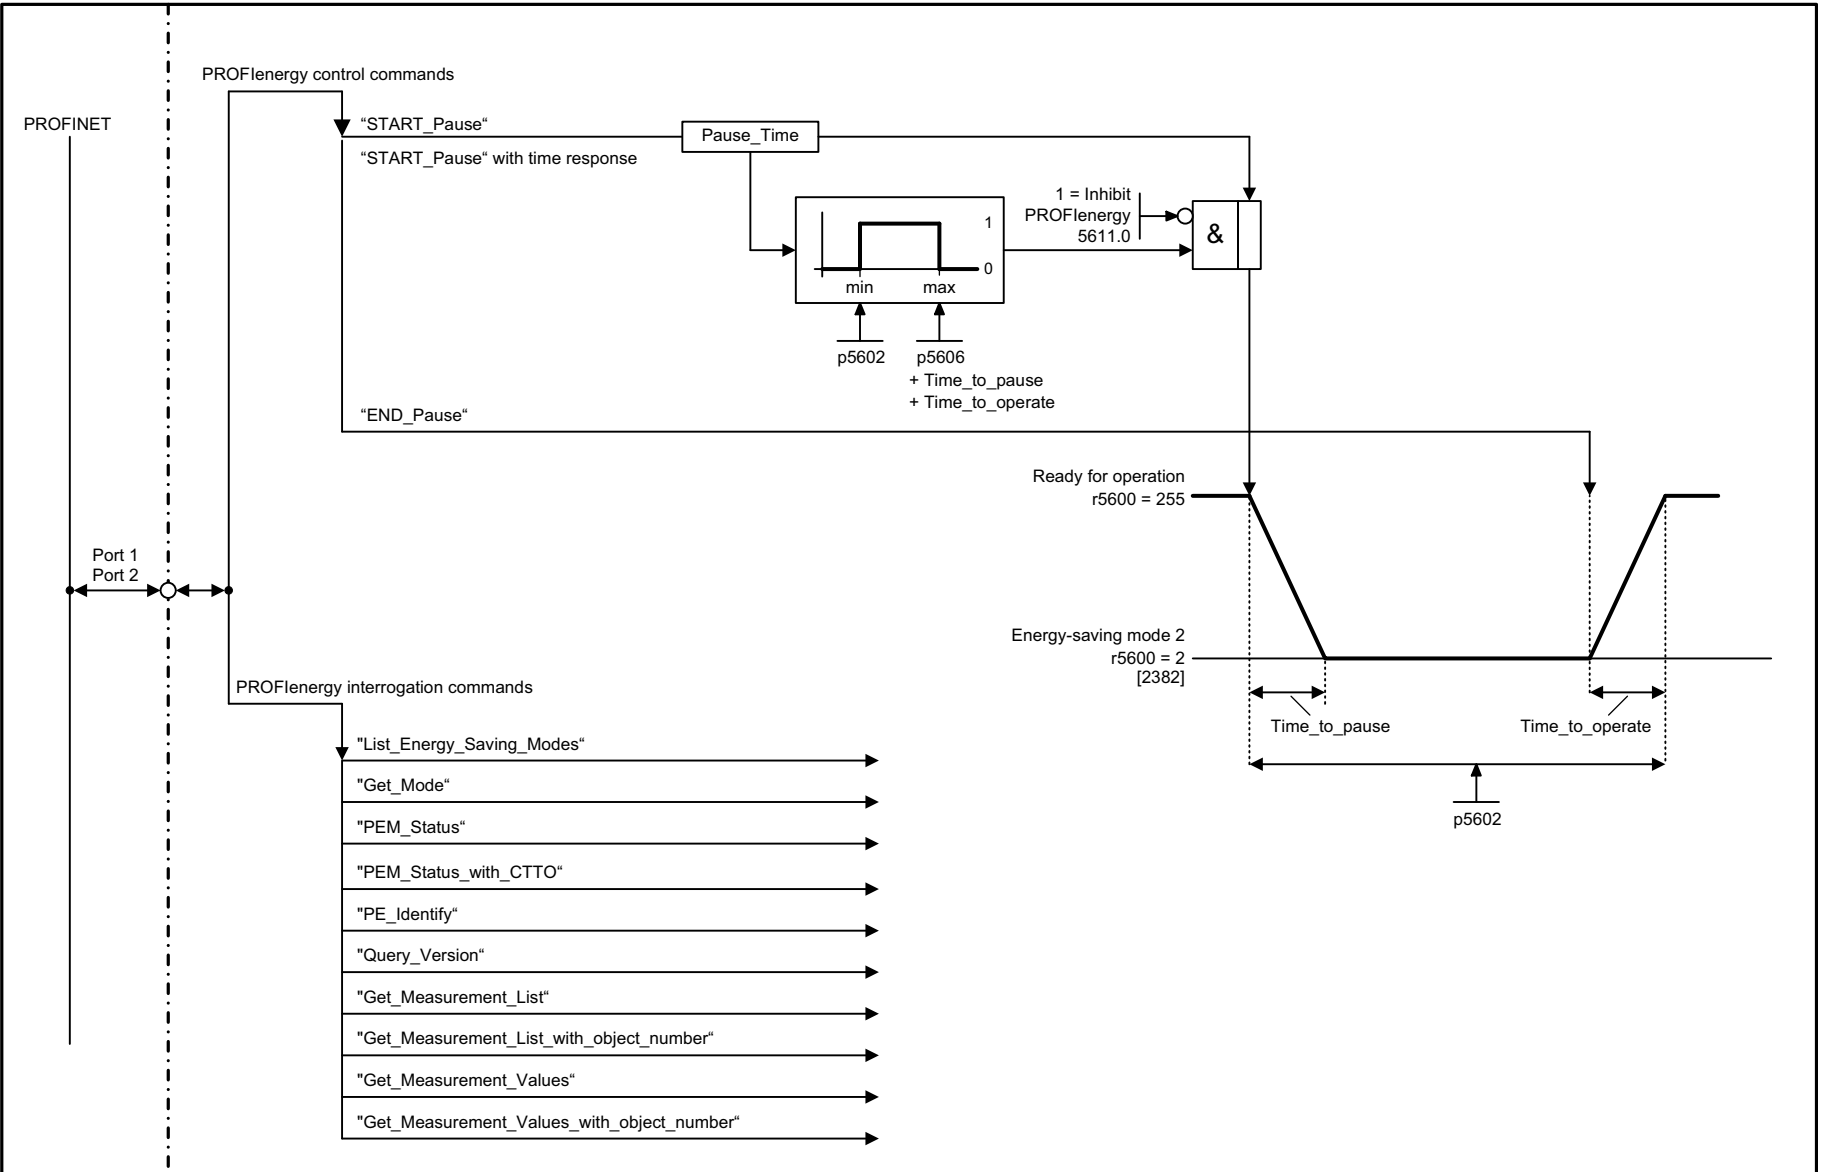 PROFIenergy control commands
PROFINET
“START_Pause“
“START_Pause“ with time response
Pause_Time
1 = Inhibit
PROFIenergy
5611.0
&
1
0
min
max
p5602
p5606
+ Time_to_pause
+ Time_to_operate
“END_Pause“
Ready for operation
r5600 = 255
Port 1
Port 2
Energy-saving mode 2
r5600 = 2
[2382]
Time_to_pause
Time_to_operate
p5602
PROFIenergy interrogation commands
"List_Energy_Saving_Modes“
"Get_Mode“
"PEM_Status“
"PEM_Status_with_CTTO“
"PE_Identify“
"Query_Version“
"Get_Measurement_List“
"Get_Measurement_List_with_object_number“
"Get_Measurement_Values“
"Get_Measurement_Values_with_object_number“